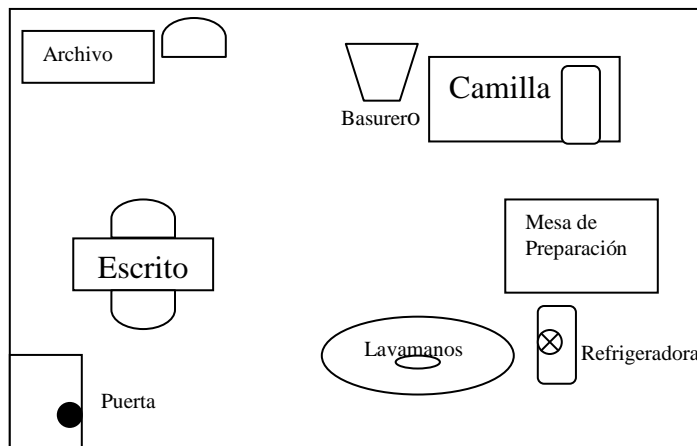 Archivo
Camilla
Basurero
Mesa de
Preparación
Escrito
Lavamanos
Refrigeradora
Puerta